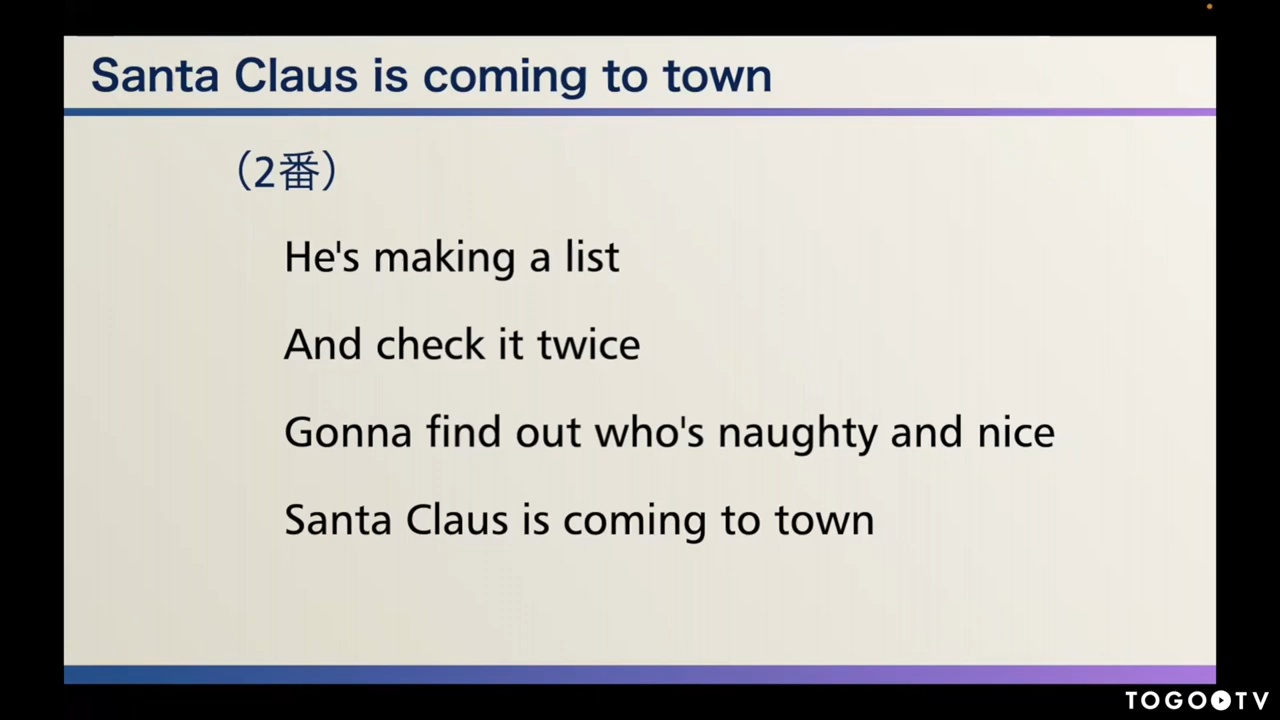 Santa Claus is coming to town
（2番）
He's making a list
And check it twice
Gonna find out who's naughty and nice
Santa Claus is coming to town
TOGO TV